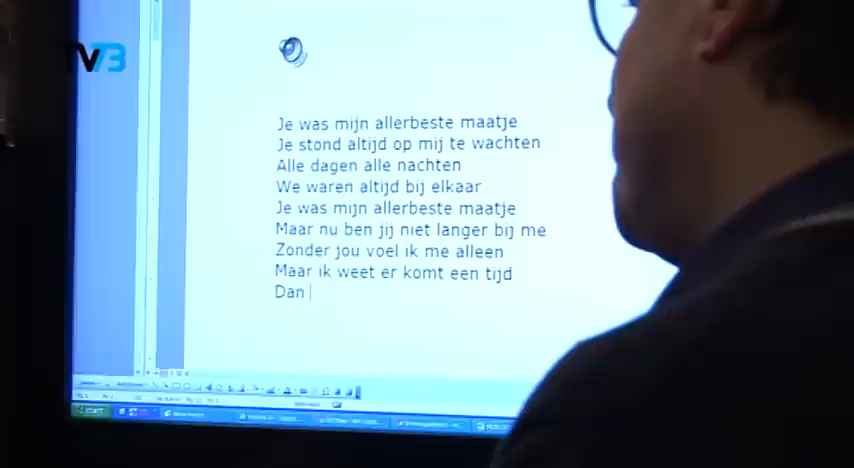 TV73
Je was mijn allerbeste maatje
Je stond altijd op mij te wachten
Alle dagen alle nachten
We waren altijd bij elkaar
Je was mijn allerbeste maatje
Maar nu ben jij niet langer bij me
Zonder jou voel ik me alleen
Maar ik weet er komt een tijd
Dan
start